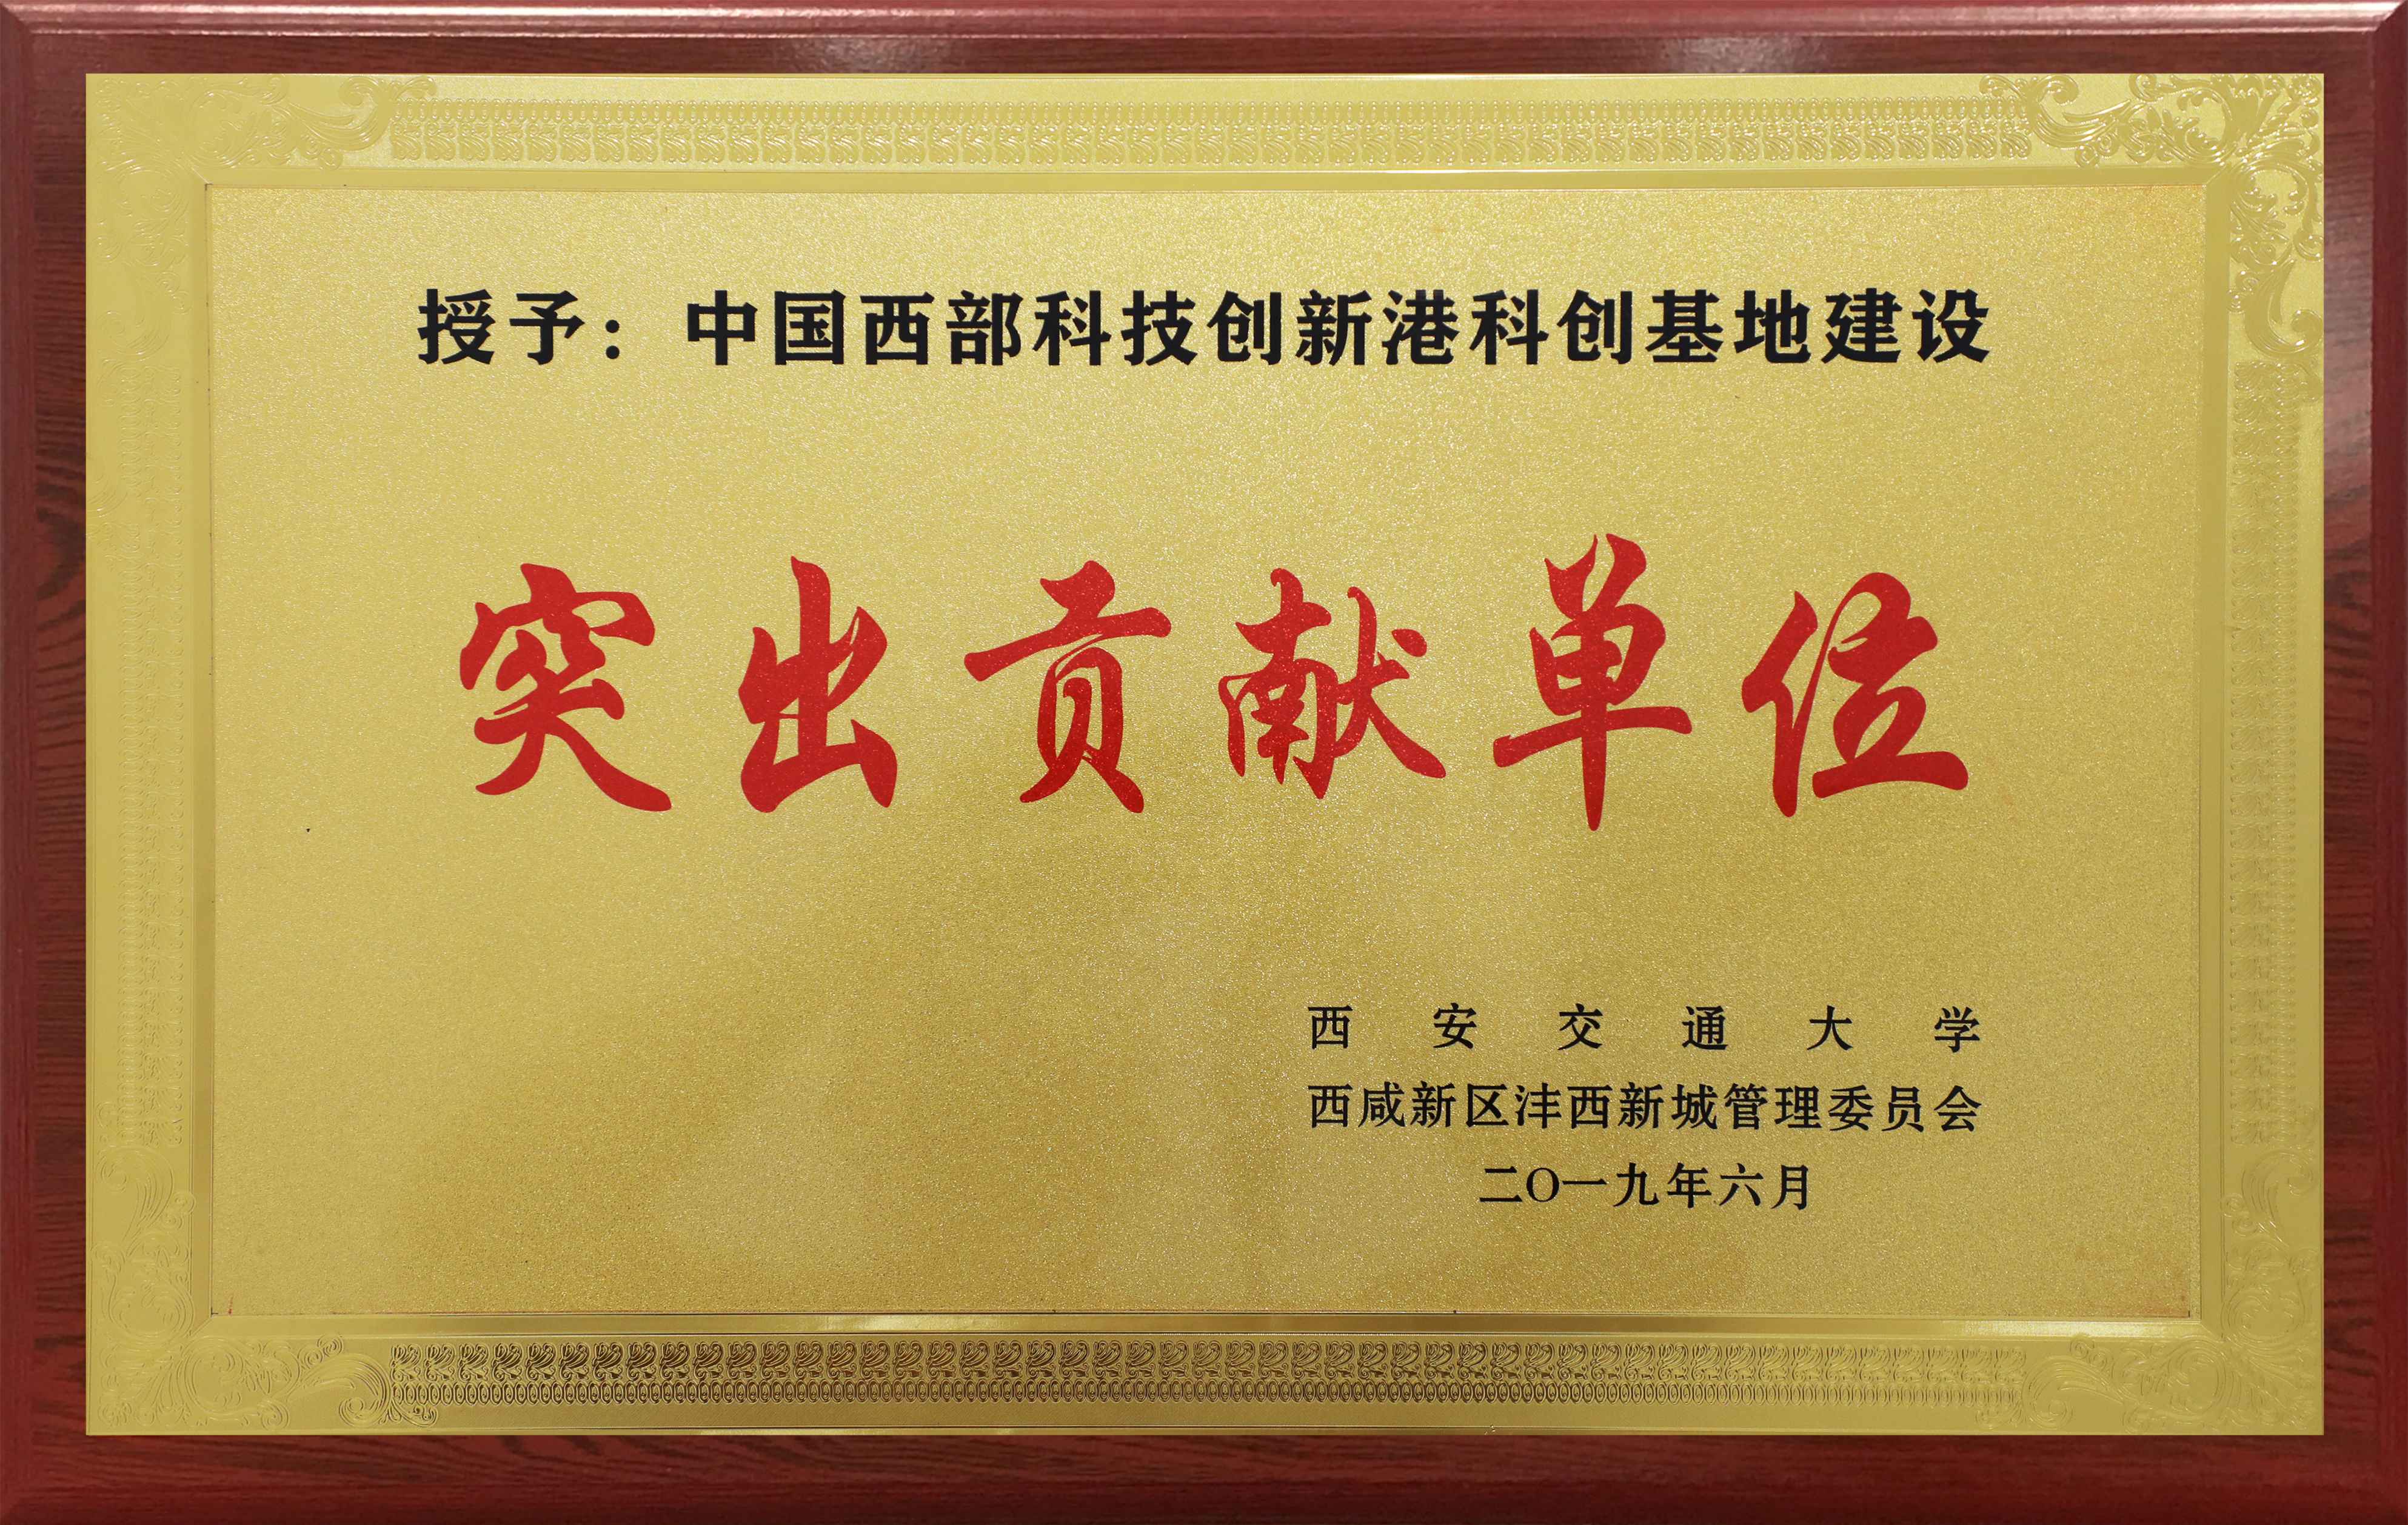 授予：中国西部科技创新港科创基地建设
突出贡献单位
西安交通大学
西咸新区沣西新城管理委员会
二〇一九年六月